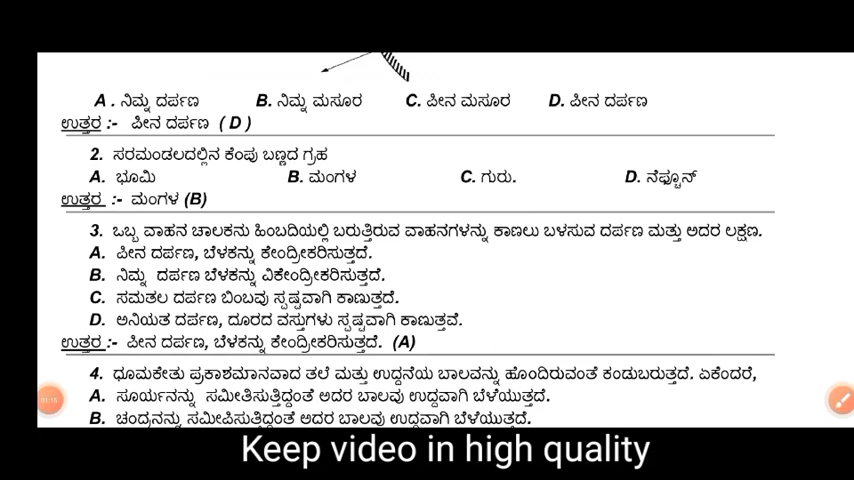 A . ನಿಮ್ನ ದರ್ಪಣ B. ನಿಮ್ನ ಮಸೂರ C. ಪೀನ ಮಸೂರ D. ಪೀನ ದರ್ಪಣ
ಉತ್ತರ :- ಪೀನ ದರ್ಪಣ ( D )
2. ಸರಮಂಡಲದಲ್ಲಿನ ಕೆಂಪು ಬಣ್ಣದ ಗ್ರಹ
A. ಭೂಮಿ B. ಮಂಗಳ C. ಗುರು. D. ನೆಫ್ಚೂನ್
ಉತ್ತರ :- ಮಂಗಳ (B)
3. ಒಬ್ಬ ವಾಹನ ಚಾಲಕನು ಹಿಂಬದಿಯಲ್ಲಿ ಬರುತ್ತಿರುವ ವಾಹನಗಳನ್ನು ಕಾಣಲು ಬಳಸುವ ದರ್ಪಣ ಮತ್ತು ಅದರ ಲಕ್ಷಣ.
A. ಪೀನ ದರ್ಪಣ, ಬೆಳಕನ್ನು ಕೇಂದ್ರೀಕರಿಸುತ್ತದೆ.
B. ನಿಮ್ನ ದರ್ಪಣ ಬೆಳಕನ್ನು ವಿಕೇಂದ್ರೀಕರಿಸುತ್ತದೆ.
C. ಸಮತಲ ದರ್ಪಣ ಬಿಂಬವು ಸ್ಪಷ್ಟವಾಗಿ ಕಾಣುತ್ತದೆ.
D. ಅನಿಯತ ದರ್ಪಣ, ದೂರದ ವಸ್ತುಗಳು ಸ್ಪಷ್ಟವಾಗಿ ಕಾಣುತ್ತವೆ.
ಉತ್ತರ :- ಪೀನ ದರ್ಪಣ, ಬೆಳಕನ್ನು ಕೇಂದ್ರೀಕರಿಸುತ್ತದೆ. (A)
4. ಧೂಮಕೇತು ಪ್ರಕಾಶಮಾನವಾದ ತಲೆ ಮತ್ತು ಉದ್ದನೆಯ ಬಾಲವನ್ನು ಹೊಂದಿರುವಂತೆ ಕಂಡುಬರುತ್ತದೆ. ಏಕೆಂದರೆ,
A. ಸೂರ್ಯನನ್ನು ಸಮೀತಿಸುತ್ತಿದ್ದಂತೆ ಅದರ ಬಾಲವು ಉದ್ದವಾಗಿ ಬೆಳೆಯುತ್ತದೆ.
B. ಚಂದ್ರನನ್ನು ಸಮೀಪಿಸುತ್ತಿದ್ದಂತೆ ಅದರ ಬಾಲವು ಉದ್ದವಾಗಿ ಬೆಳೆಯುತ್ತದೆ.
Keep video in high quality